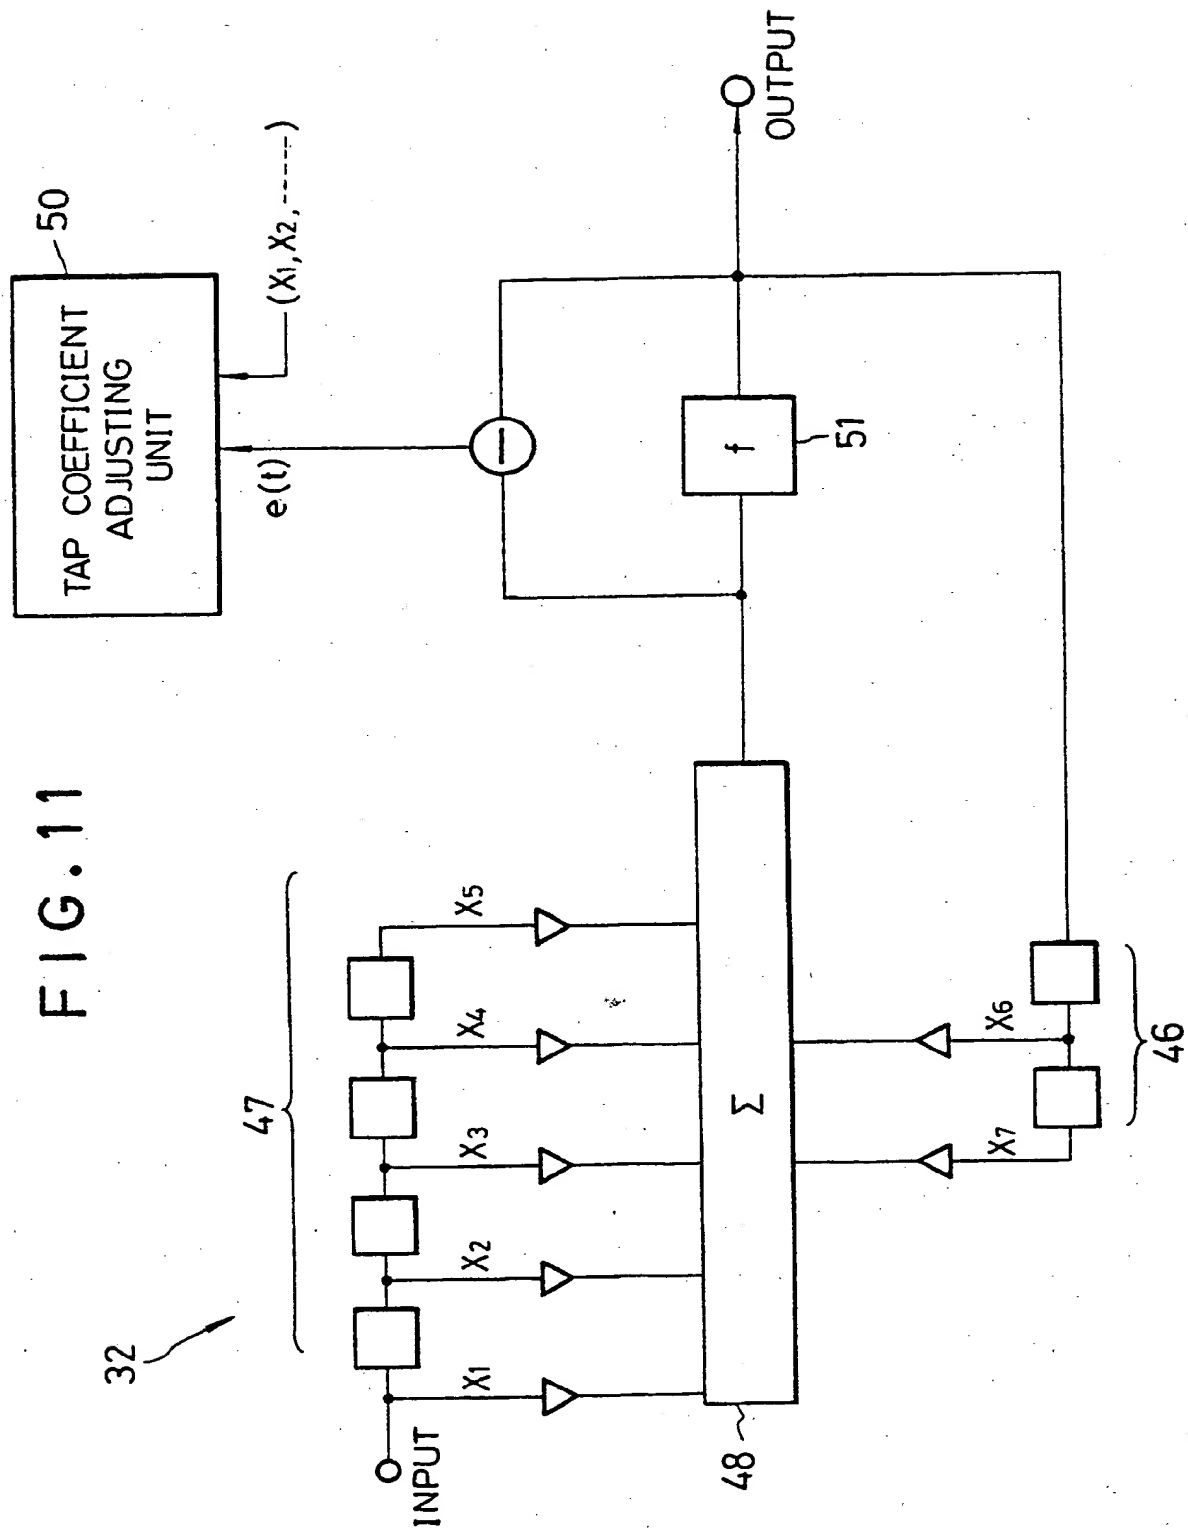 FIG.11
32
47
INPUT
X1
X2
X3
X4
X5
48
Σ
X7
X6
46
TAP COEFFICIENT
ADJUSTING
UNIT
50
e(t)
(X1, X2, ------)
−
f
51
OUTPUT